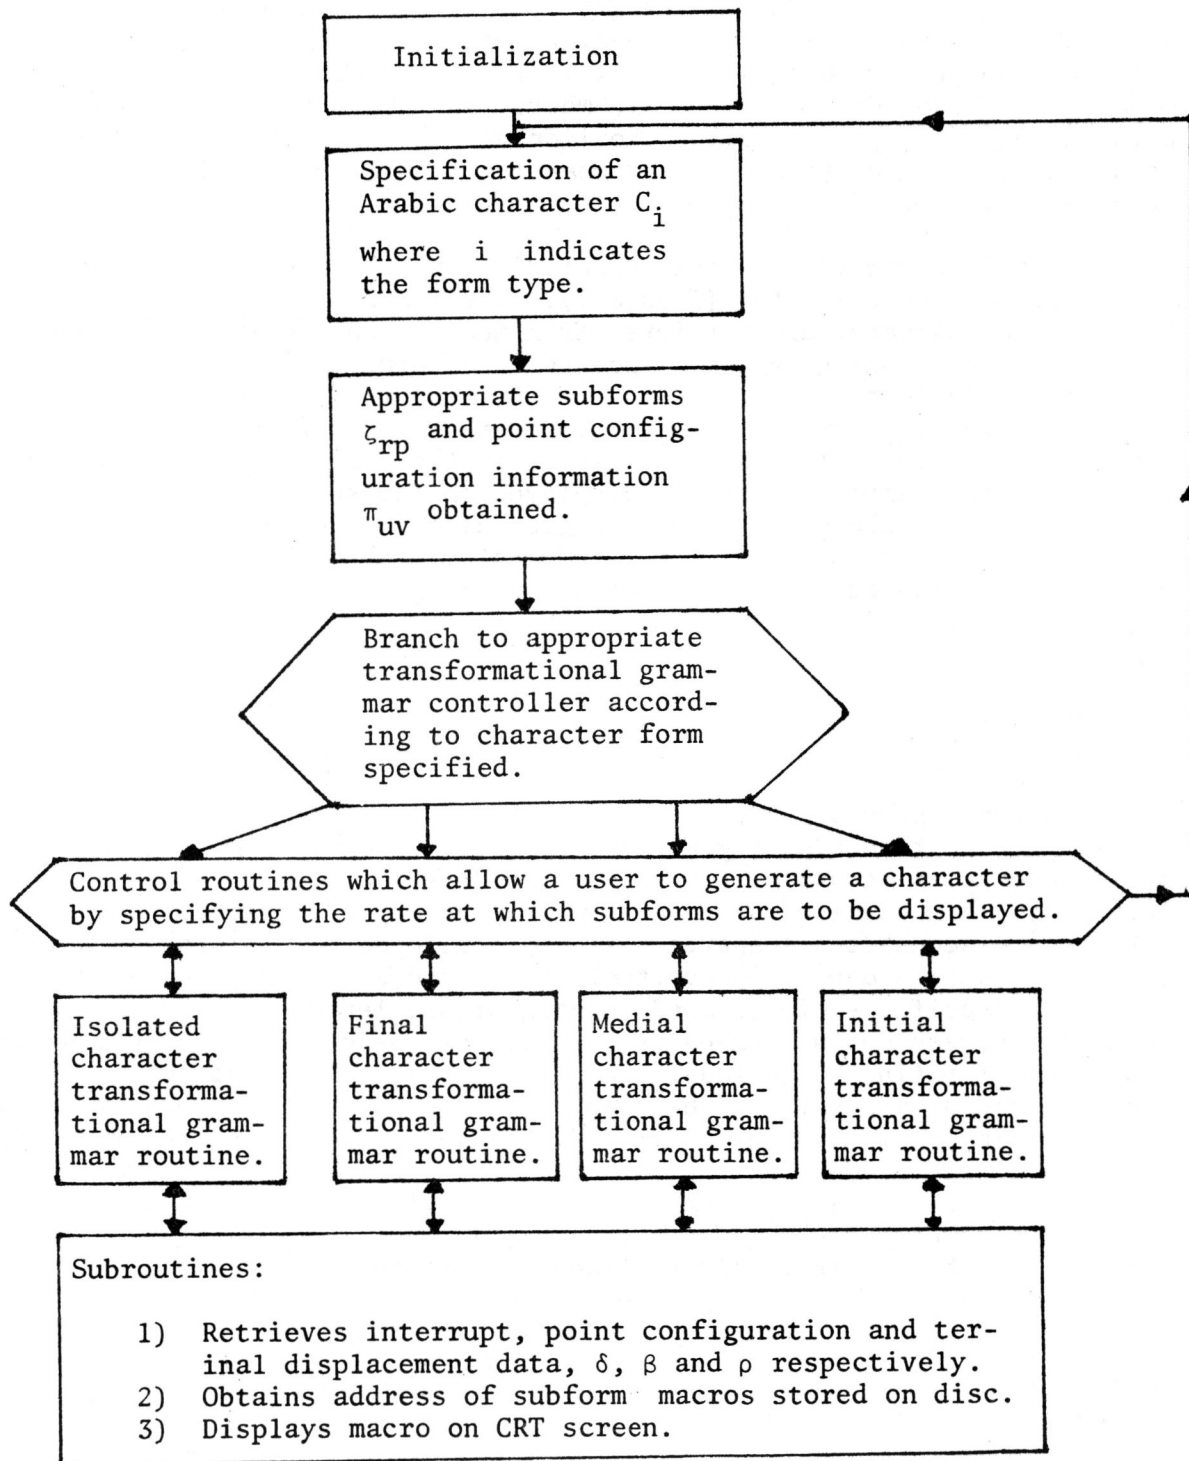 Initialization
Specification of an
Arabic character C_i
where i indicates
the form type.
Appropriate subforms
ζ_rp and point config-
uration information
π_uv obtained.
Branch to appropriate
transformational gram-
mar controller accord-
ing to character form
specified.
Control routines which allow a user to generate a character
by specifying the rate at which subforms are to be displayed.
Isolated
character
transforma-
tional gram-
mar routine.
Final
character
transforma-
tional gram-
mar routine.
Medial
character
transforma-
tional gram-
mar routine.
Initial
character
transforma-
tional gram-
mar routine.
Subroutines:
1) Retrieves interrupt, point configuration and ter-
inal displacement data, δ, β and ρ respectively.
2) Obtains address of subform macros stored on disc.
3) Displays macro on CRT screen.